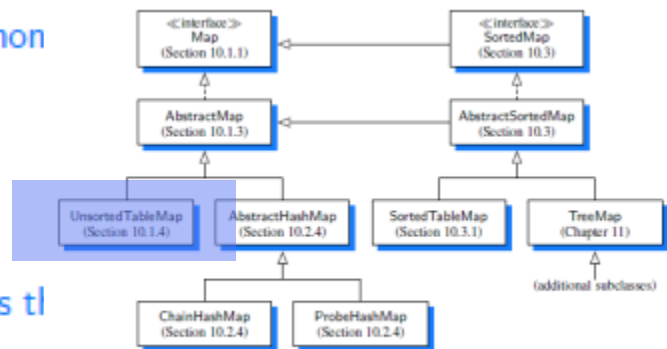 ≪interface≫
Map
(Section 10.1.1)
≪interface≫
SortedMap
(Section 10.3)
AbstractMap
(Section 10.1.3)
AbstractSortedMap
(Section 10.3)
UnsortedTableMap
(Section 10.1.4)
AbstractHashMap
(Section 10.2.4)
SortedTableMap
(Section 10.3.1)
TreeMap
(Chapter 11)
(additional subclasses)
ChainHashMap
(Section 10.2.4)
ProbeHashMap
(Section 10.2.4)